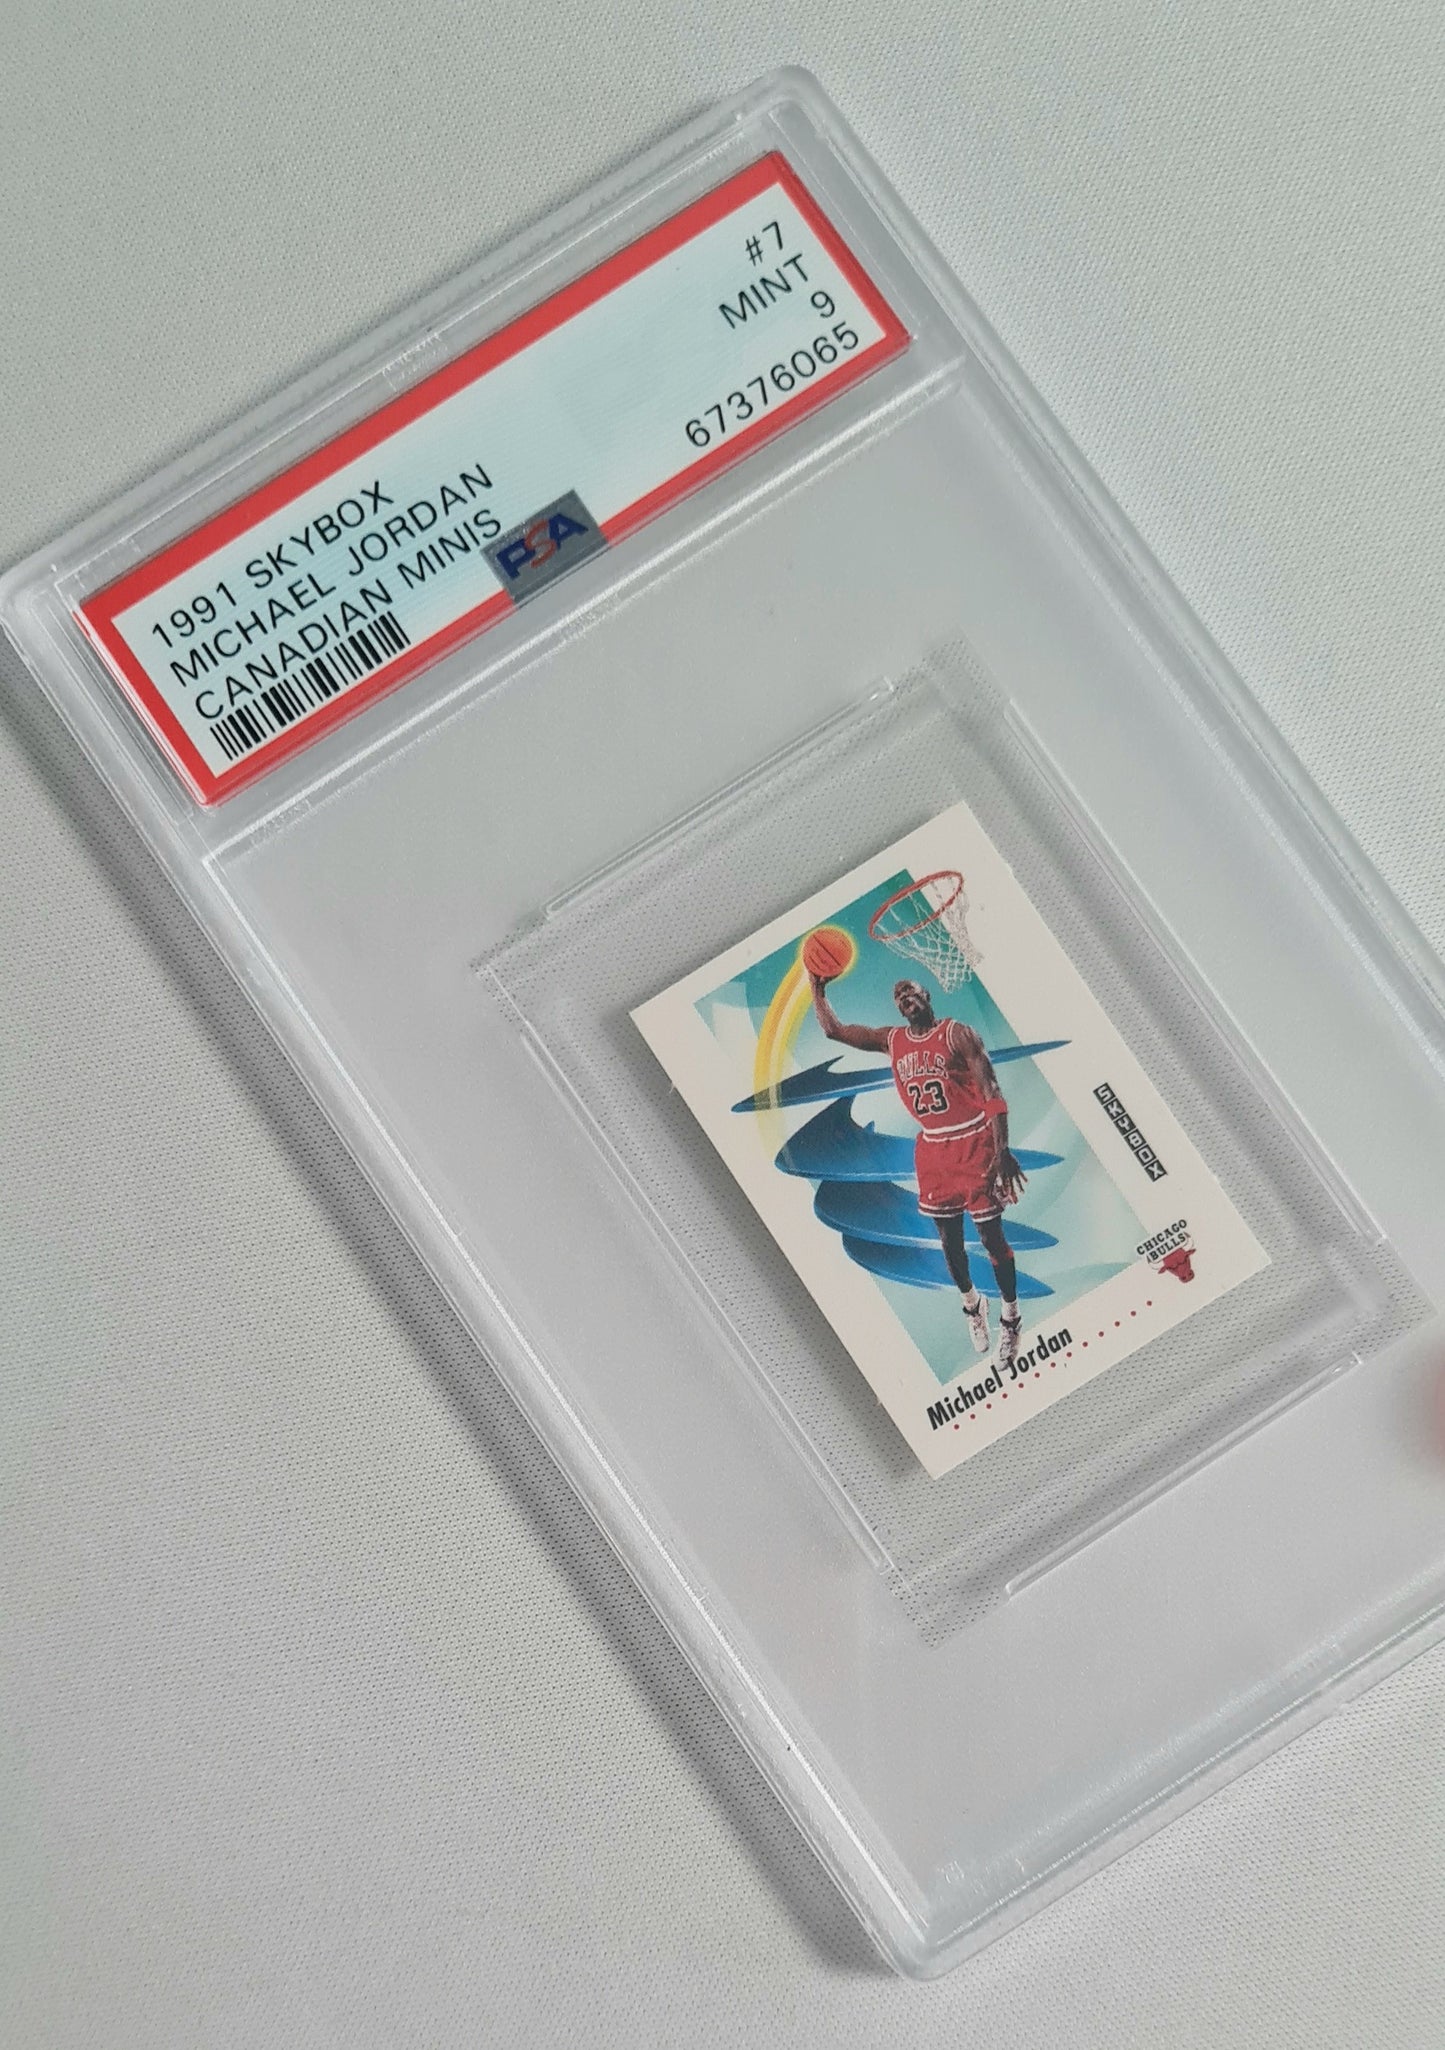 1991 SKYBOX
MICHAEL JORDAN
CANADIAN MINIS
#7
MINT
9
67376065
PSA
BULLS
23
SKYBOX
CHICAGO
BULLS
Michael Jordan